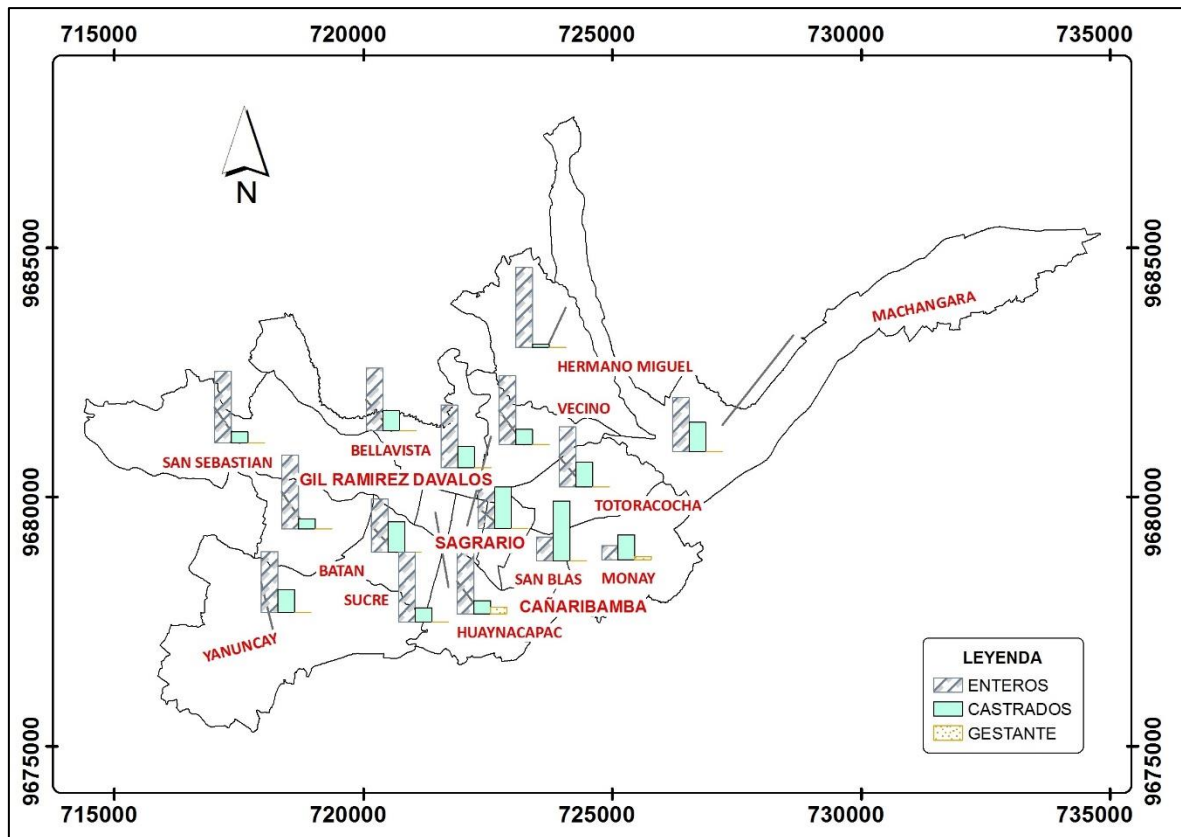 715000 720000 725000 730000 735000
N
9685000 9685000
MACHANGARA
HERMANO MIGUEL
VECINO
BELLAVISTA
SAN SEBASTIAN
GIL RAMIREZ DAVALOS
9680000 9680000
TOTORACOCHA
SAGRARIO
BATAN
SAN BLAS
MONAY
SUCRE
CAÑARIBAMBA
HUAYNACAPAC
YANUNCAY
LEYENDA
ENTEROS
CASTRADOS
GESTANTE
9675000 9675000
715000 720000 725000 730000 735000